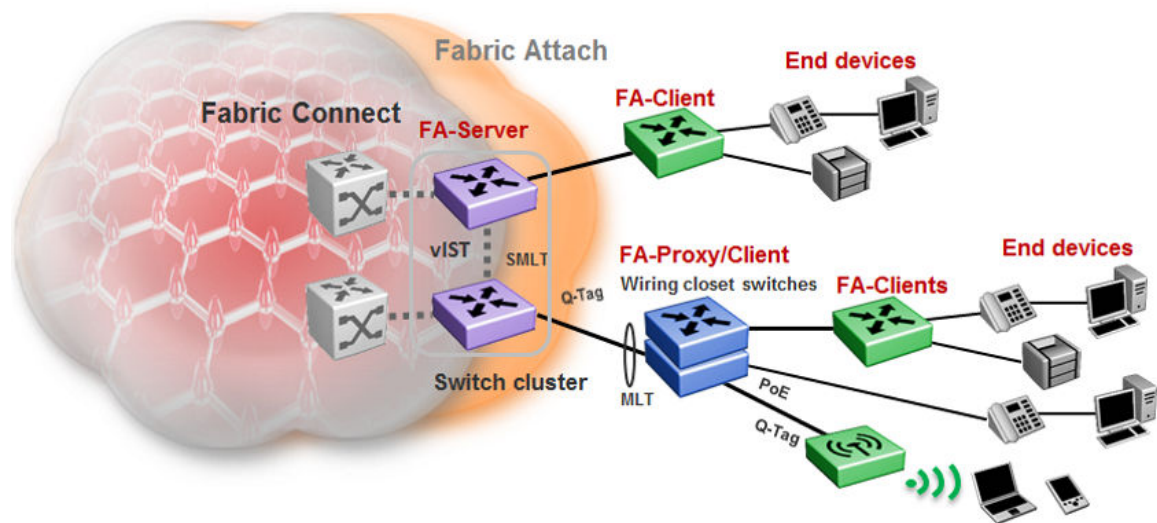 Fabric Attach
End devices
FA-Client
Fabric Connect
FA-Server
vIST
SMLT
FA-Proxy/Client
Wiring closet switches
End devices
FA-Clients
Q-Tag
Switch cluster
MLT
PoE
Q-Tag